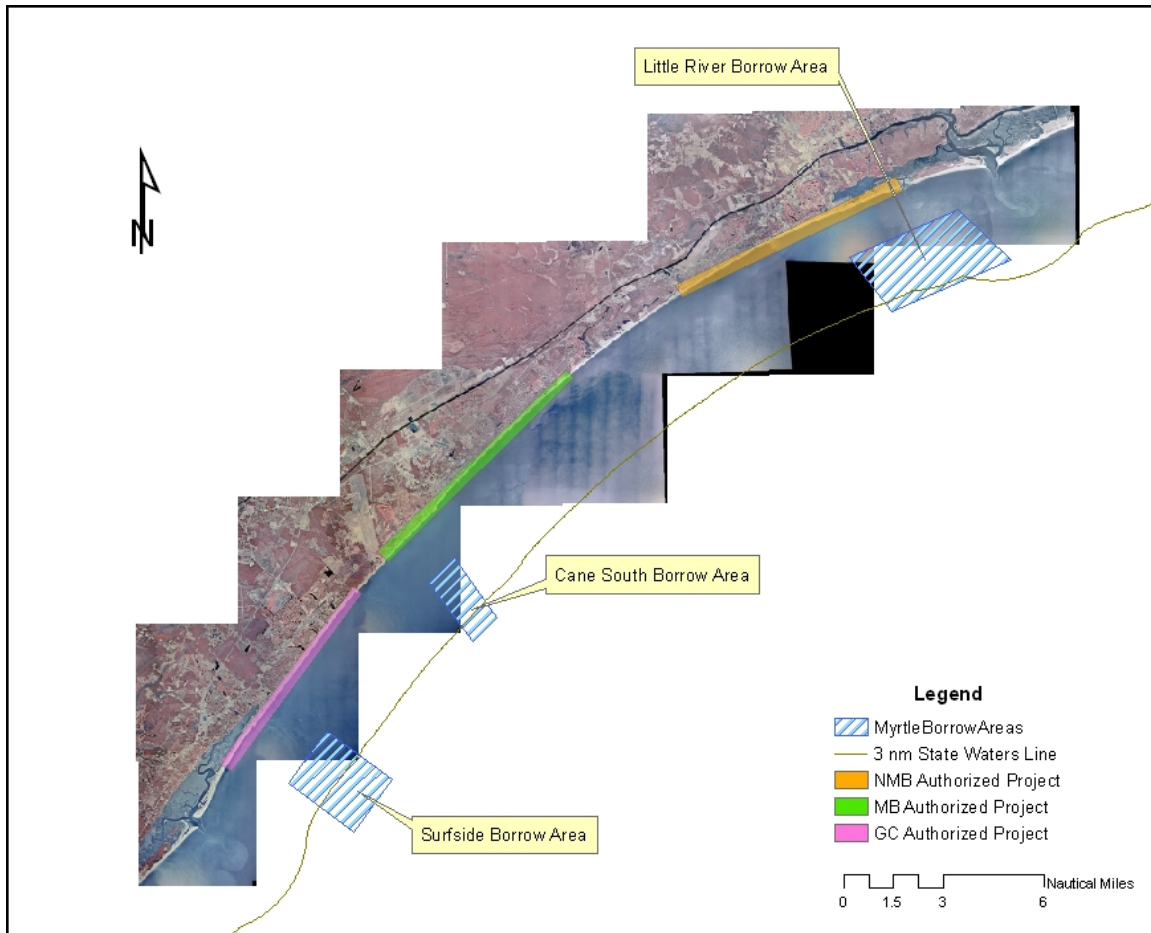 Little River Borrow Area
N
Cane South Borrow Area
Surfside Borrow Area
Legend
MyrtleBorrowAreas
3 nm State Waters Line
NMB Authorized Project
MB Authorized Project
GC Authorized Project
Nautical Miles
0 1.5 3 6